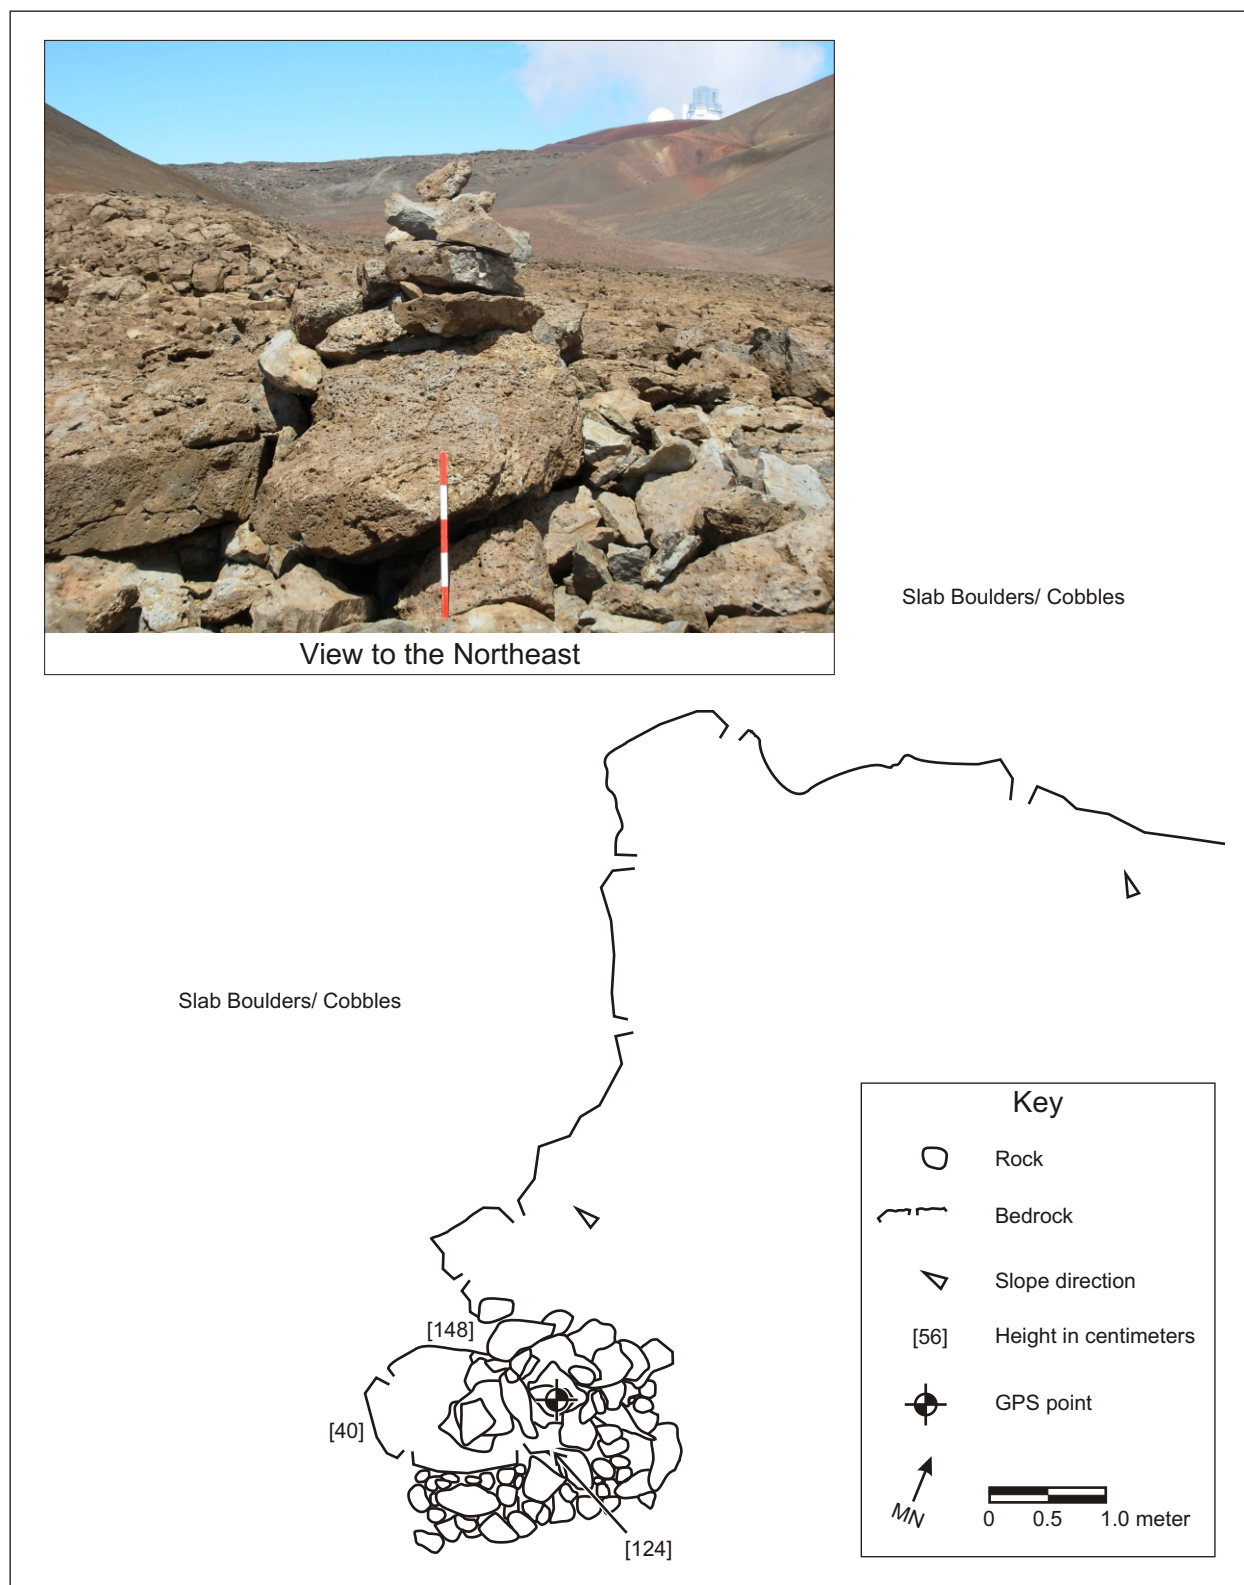 View to the Northeast
Slab Boulders/ Cobbles
Slab Boulders/ Cobbles
[148]
[40]
[124]
Key
Rock
Bedrock
Slope direction
[56] Height in centimeters
GPS point
MN
0 0.5 1.0 meter